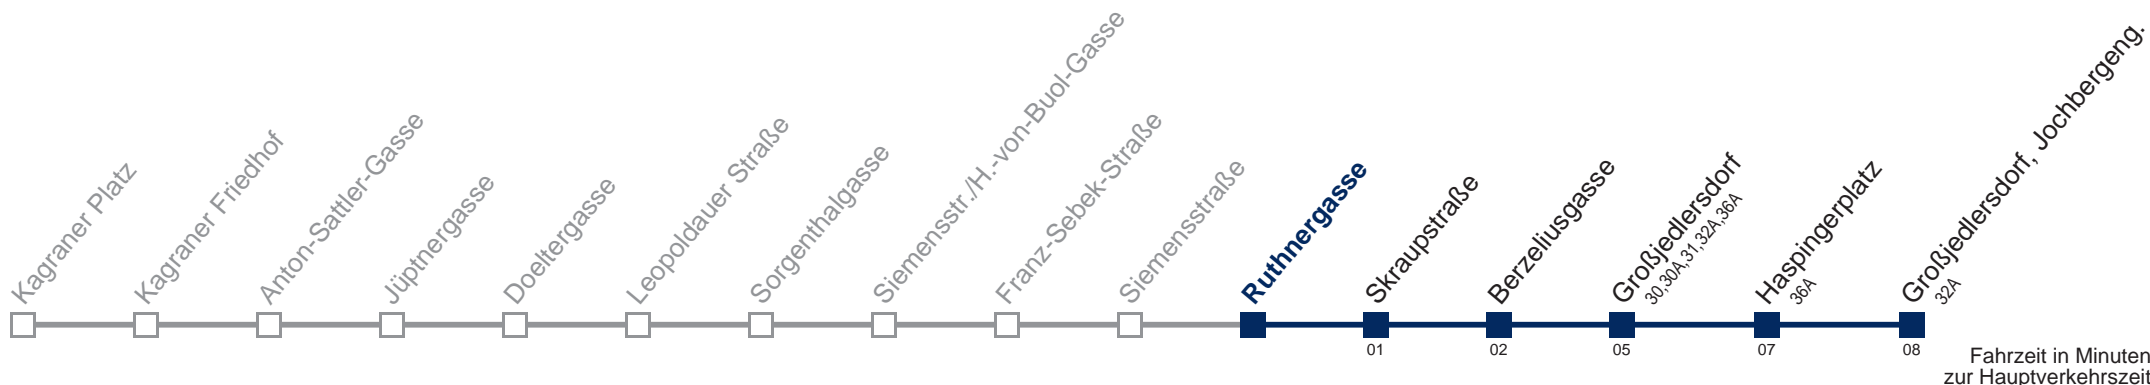 Kagraner Platz
Kagraner Friedhof
Anton-Sattler-Gasse
Jüptnergasse
Doeltergasse
Leopoldauer Straße
Sorgenthalgasse
Siemensstr./H.-von-Buol-Gasse
Franz-Sebek-Straße
Siemensstraße
Ruthnergasse
Skraupstraße
Berzeliusgasse
Großjedlersdorf
30,30A,31,32A,36A
Haspingerplatz
36A
Großjedlersdorf, Jochbergeng.
32A
01
02
05
07
08
Fahrzeit in Minuten
zur Hauptverkehrszeit